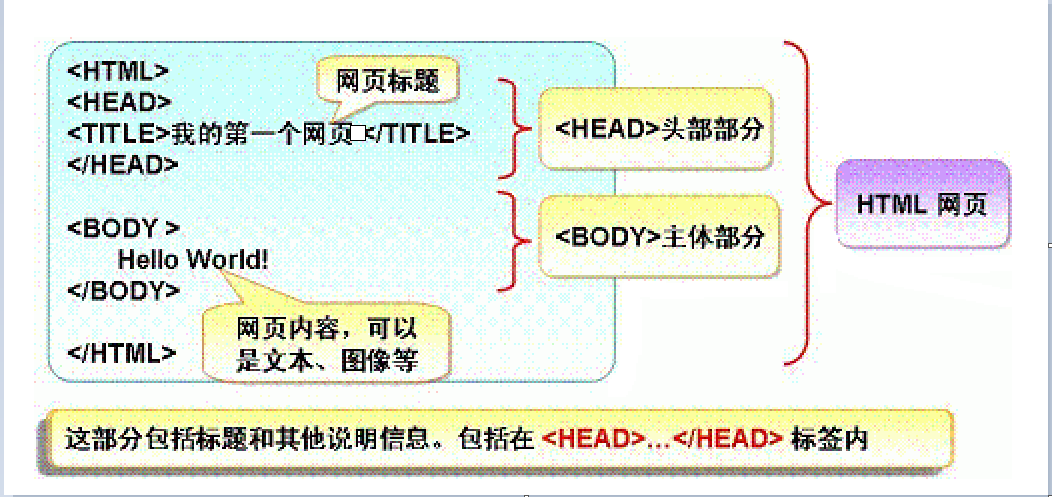 <HTML>
<HEAD>
网页标题
<TITLE>我的第一个网页□</TITLE>
</HEAD>
<HEAD>头部部分
<BODY >
Hello World!
</BODY>
<BODY>主体部分
HTML 网页
网页内容，可以
是文本、图像等
</HTML>
这部分包括标题和其他说明信息。包括在 <HEAD>…</HEAD> 标签内